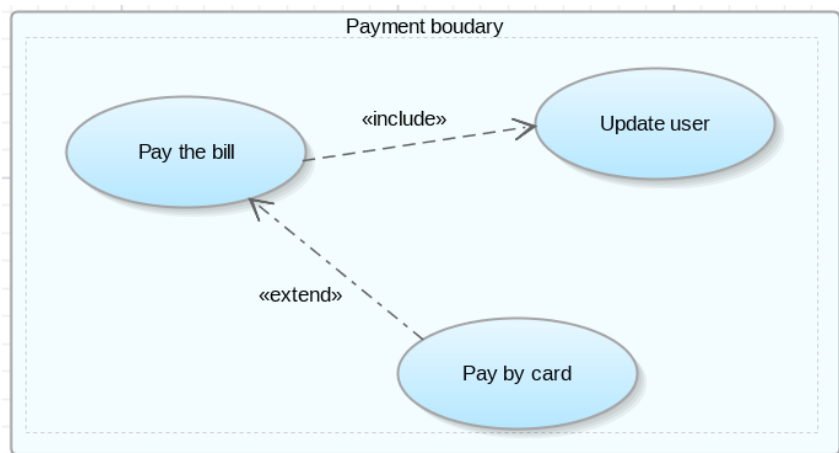 Payment boudary
«include»
Update user
Pay the bill
«extend»
Pay by card